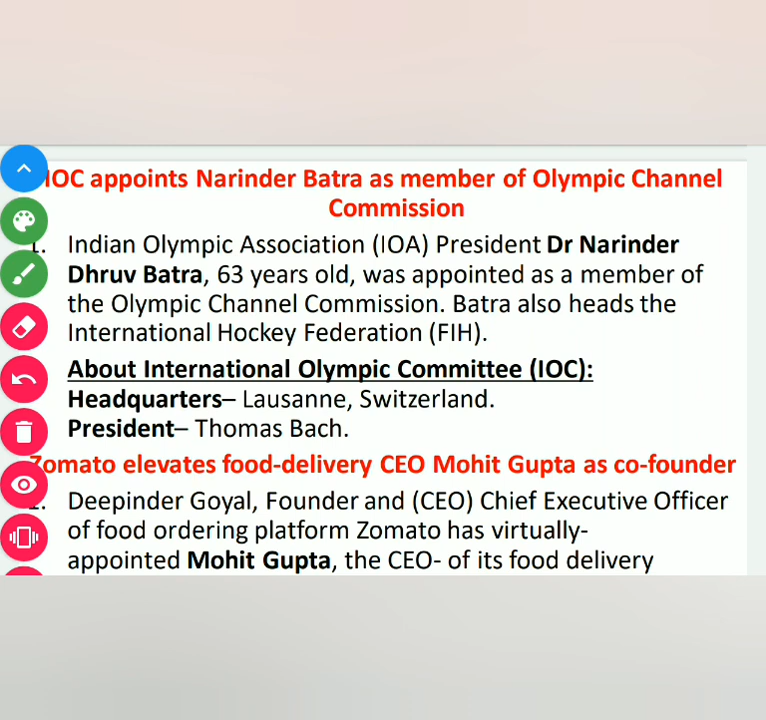 IOC appoints Narinder Batra as member of Olympic Channel
Commission
1. Indian Olympic Association (IOA) President Dr Narinder
Dhruv Batra, 63 years old, was appointed as a member of
the Olympic Channel Commission. Batra also heads the
International Hockey Federation (FIH).
About International Olympic Committee (IOC):
Headquarters– Lausanne, Switzerland.
President– Thomas Bach.
Zomato elevates food-delivery CEO Mohit Gupta as co-founder
Deepinder Goyal, Founder and (CEO) Chief Executive Officer
of food ordering platform Zomato has virtually-
appointed Mohit Gupta, the CEO- of its food delivery